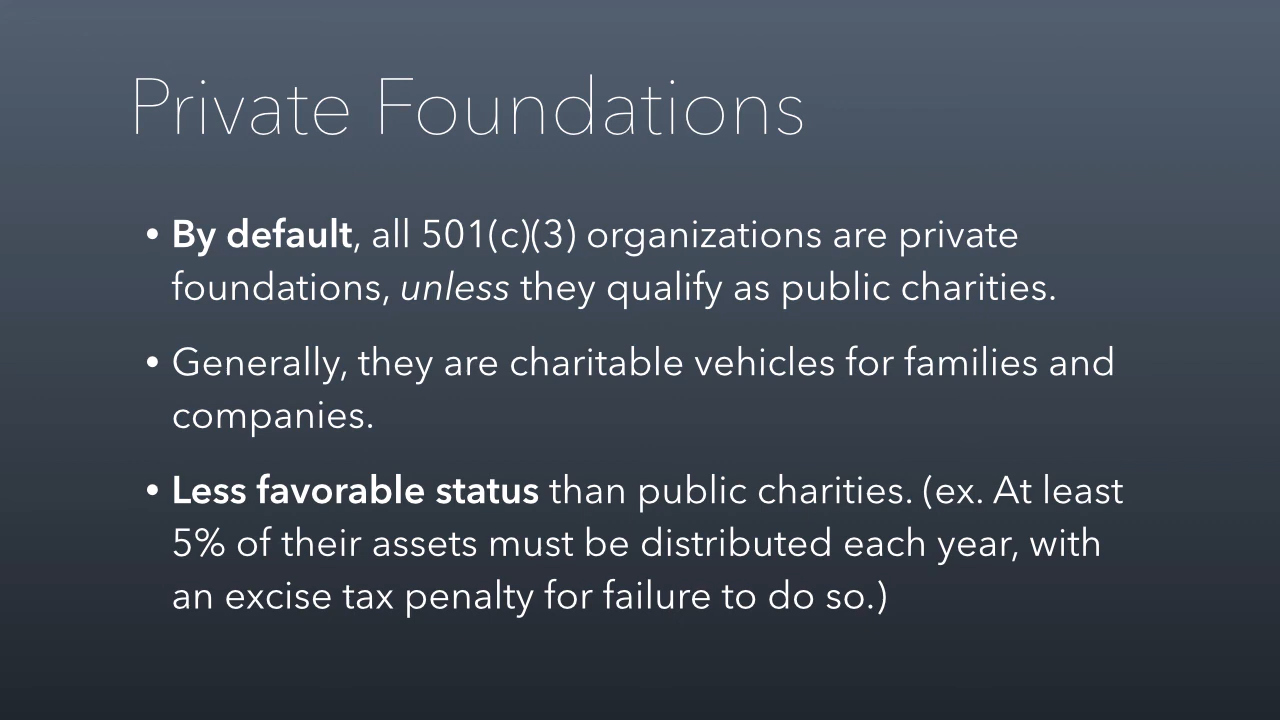 Private Foundations
• By default, all 501(c)(3) organizations are private
foundations, unless they qualify as public charities.
• Generally, they are charitable vehicles for families and
companies.
• Less favorable status than public charities. (ex. At least
5% of their assets must be distributed each year, with
an excise tax penalty for failure to do so.)